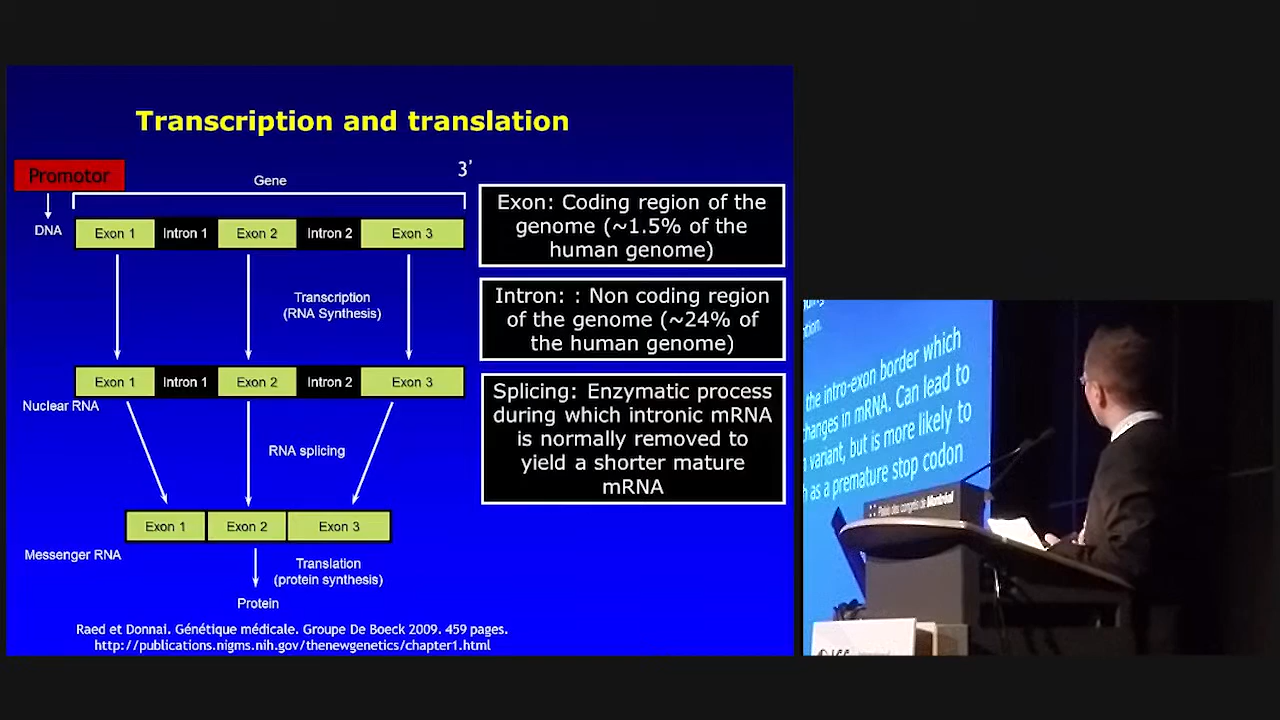 Transcription and translation
Promotor
Gene
3’
DNA
Exon 1
Intron 1
Exon 2
Intron 2
Exon 3
Transcription
(RNA Synthesis)
Exon 1
Intron 1
Exon 2
Intron 2
Exon 3
Nuclear RNA
RNA splicing
Exon 1
Exon 2
Exon 3
Messenger RNA
Translation
(protein synthesis)
Protein
Exon: Coding region of the
genome (~1.5% of the
human genome)
Intron: : Non coding region
of the genome (~24% of
the human genome)
Splicing: Enzymatic process
during which intronic mRNA
is normally removed to
yield a shorter mature
mRNA
Raed et Donnai. Génétique médicale. Groupe De Boeck 2009. 459 pages.
http://publications.nigms.nih.gov/thenewgenetics/chapter1.html
the intro-exon border which
in mRNA. Can lead to
variant, but is more likely to
as a premature stop codon
Palais des congrès de Montréal